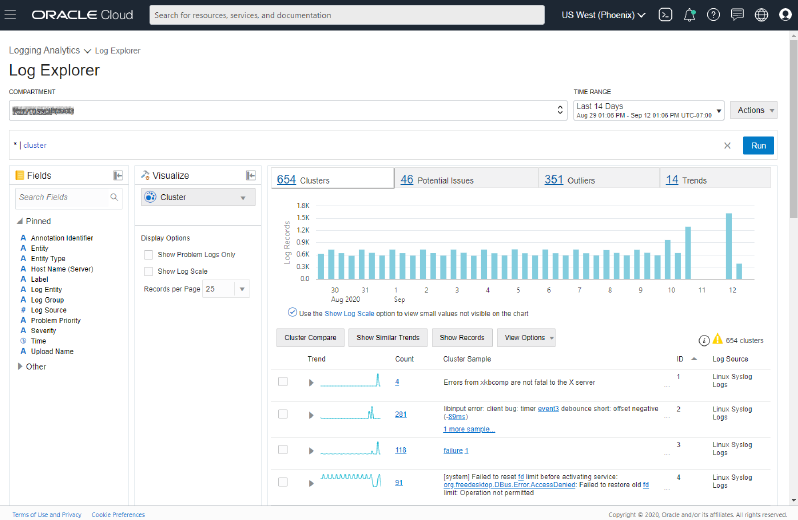 ORACLE Cloud
Search for resources, services, and documentation
US West (Phoenix)
Logging Analytics Log Explorer
Log Explorer
COMPARTMENT
TIME RANGE
Last 14 Days
Aug 29 01:06 PM - Sep 12 01:06 PM UTC-07:00
Actions
* | cluster
Run
Fields
Search Fields
Pinned
A Annotation Identifier
A Entity
A Entity Type
A Host Name (Server)
A Label
A Log Entity
A Log Group
# Log Source
A Problem Priority
A Severity
Time
A Upload Name
Other
Visualize
Cluster
Display Options
Show Problem Logs Only
Show Log Scale
Records per Page 25
654 Clusters
46 Potential Issues
351 Outliers
14 Trends
Log Records
1.8K
1.5K
1.2K
0.9K
0.6K
0.3K
0.0
30 31 1 2 3 4 5 6 7 8 9 10 11 12
Aug 2020 Sep
Use the Show Log Scale option to view small values not visible on the chart
Cluster Compare
Show Similar Trends
Show Records
View Options
654 clusters
Trend Count Cluster Sample ID Log Source
4 Errors from xkbcomp are not fatal to the X server 1 Linux Syslog
Logs
281 libinput error: client bug: timer event3 debounce short: offset negative 2 Linux Syslog
(-89ms) Logs
1 more sample...
118 failure 1 3 Linux Syslog
Logs
91 [system] Failed to reset fd limit before activating service: 4 Linux Syslog
org.freedesktop.DBus.Error.AccessDenied: Failed to restore old fd Logs
limit: Operation not permitted
Terms of Use and Privacy Cookie Preferences
Copyright © 2020, Oracle and/or its affiliates. All rights reserved.